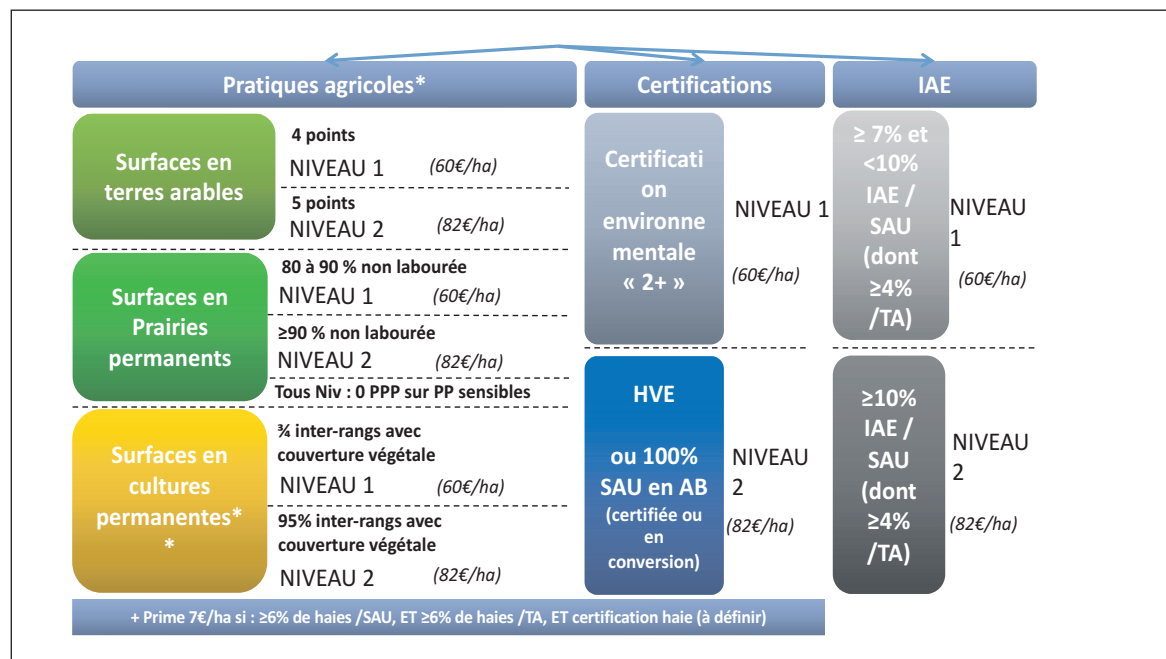 Pratiques agricoles*
Certifications
IAE
Surfaces en
terres arables
4 points
NIVEAU 1 (60€/ha)
5 points
NIVEAU 2 (82€/ha)
Surfaces en
Prairies
permanents
80 à 90 % non labourée
NIVEAU 1 (60€/ha)
≥90 % non labourée
NIVEAU 2 (82€/ha)
Tous Niv : 0 PPP sur PP sensibles
Surfaces en
cultures
permanentes*
*
¾ inter-rangs avec
couverture végétale
NIVEAU 1 (60€/ha)
95% inter-rangs avec
couverture végétale
NIVEAU 2 (82€/ha)
Certificati
on
environne
mentale
« 2+ »
NIVEAU 1
(60€/ha)
HVE
ou 100%
SAU en AB
(certifiée ou
en
conversion)
NIVEAU
2
(82€/ha)
≥ 7% et
<10%
IAE /
SAU
(dont
≥4%
/TA)
NIVEAU
1
(60€/ha)
≥10%
IAE /
SAU
(dont
≥4%
/TA)
NIVEAU
2
(82€/ha)
+ Prime 7€/ha si : ≥6% de haies /SAU, ET ≥6% de haies /TA, ET certification haie (à définir)